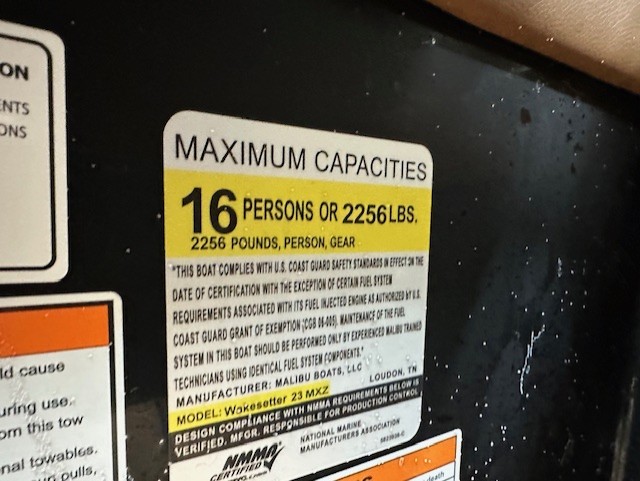 ON
ENTS
ONS
MAXIMUM CAPACITIES
16 PERSONS OR 2256 LBS.
2256 POUNDS, PERSON, GEAR
"THIS BOAT COMPLIES WITH U.S. COAST GUARD SAFETY STANDARDS IN EFFECT ON THE
DATE OF CERTIFICATION WITH THE EXCEPTION OF CERTAIN FUEL SYSTEM
REQUIREMENTS ASSOCIATED WITH ITS FUEL INJECTED ENGINE AS AUTHORIZED BY U.S.
COAST GUARD GRANT OF EXEMPTION (CGB 06-005). MAINTENANCE OF THE FUEL
SYSTEM IN THIS BOAT SHOULD BE PERFORMED ONLY BY EXPERIENCED MALIBU TRAINED
TECHNICIANS USING IDENTICAL FUEL SYSTEM COMPONENTS."
MANUFACTURER: MALIBU BOATS, LLC LOUDON, TN
MODEL: Wakesetter 23 MXZ
DESIGN COMPLIANCE WITH NMMA REQUIREMENTS BELOW IS
VERIFIED. MFGR. RESPONSIBLE FOR PRODUCTION CONTROL
NMMA
CERTIFIED
NATIONAL MARINE
MANUFACTURERS ASSOCIATION
ld cause
uring use.
om this tow
nal towables.
pulls,
death